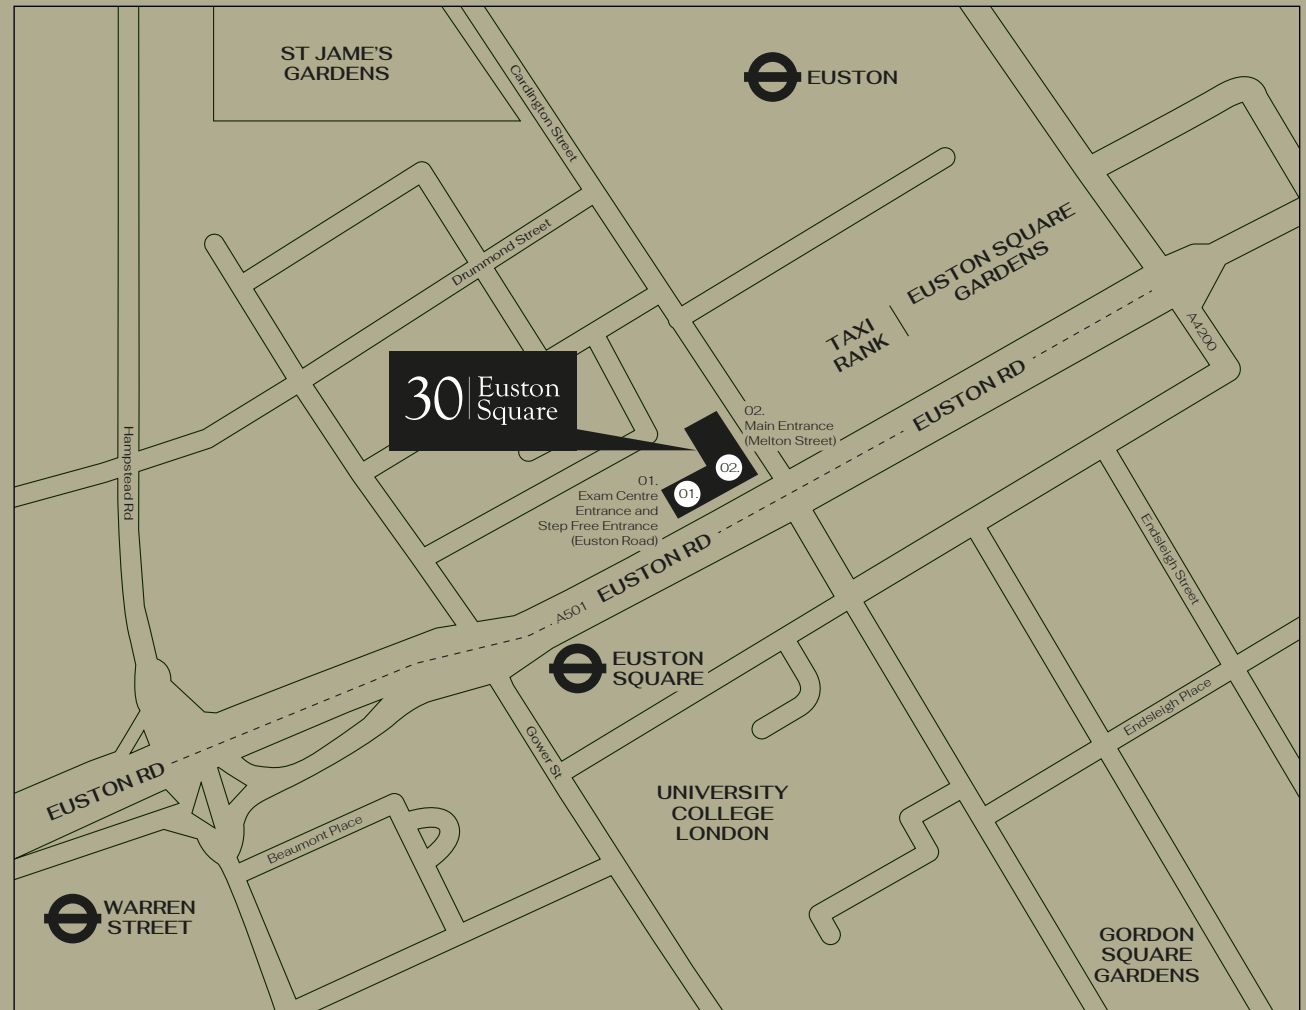 ST JAME'S
GARDENS
Cardington Street
EUSTON
Drummond Street
EUSTON SQUARE
GARDENS
TAXI
RANK
A4200
EUSTON RD
30
Euston
Square
02.
Main Entrance
(Melton Street)
02.
01.
01.
Exam Centre
Entrance and
Step Free Entrance
(Euston Road)
Hampstead Rd
EUSTON RD
A501
Endsleigh Street
EUSTON
SQUARE
Endsleigh Place
Gower St
EUSTON RD
UNIVERSITY
COLLEGE
LONDON
Beaumont Place
WARREN
STREET
GORDON
SQUARE
GARDENS